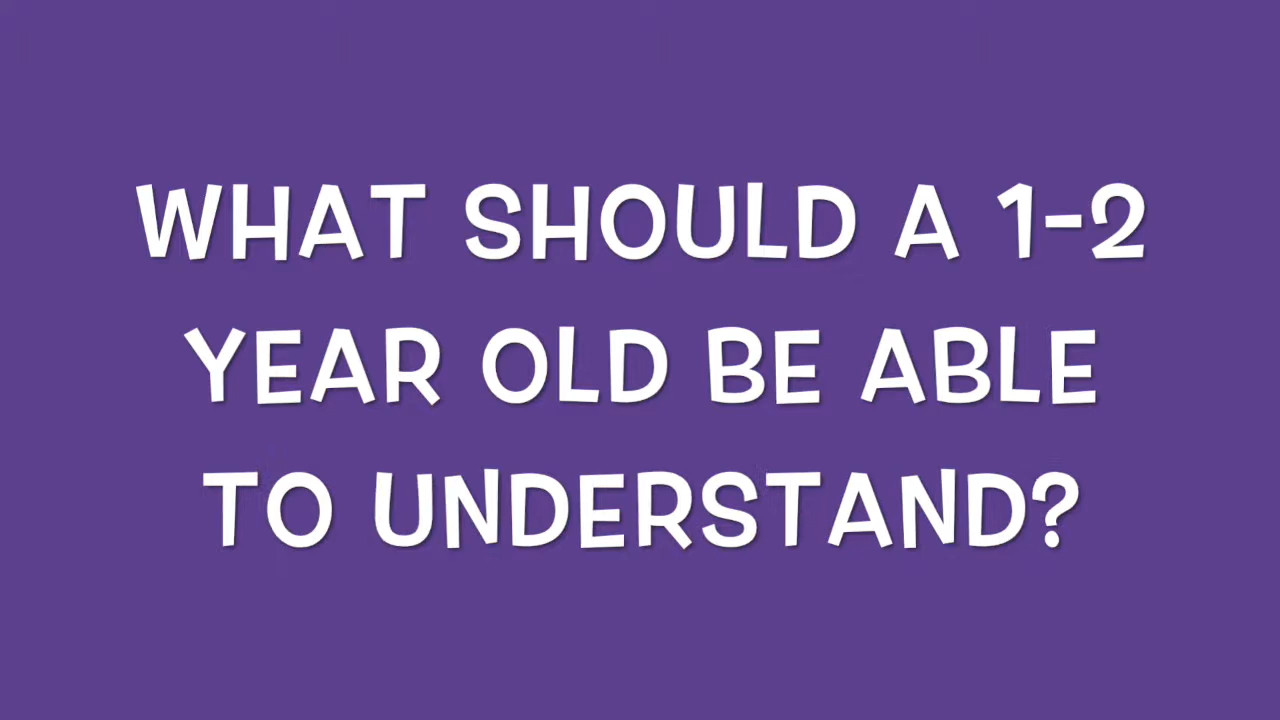 WHAT SHOULD A 1-2
YEAR OLD BE ABLE
TO UNDERSTAND?